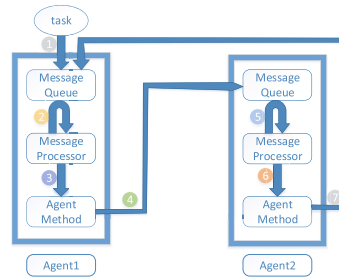 task
1
Message
Queue
2
Message
Processor
3
Agent
Method
4
Agent1
Message
Queue
5
Message
Processor
6
Agent
Method
7
Agent2